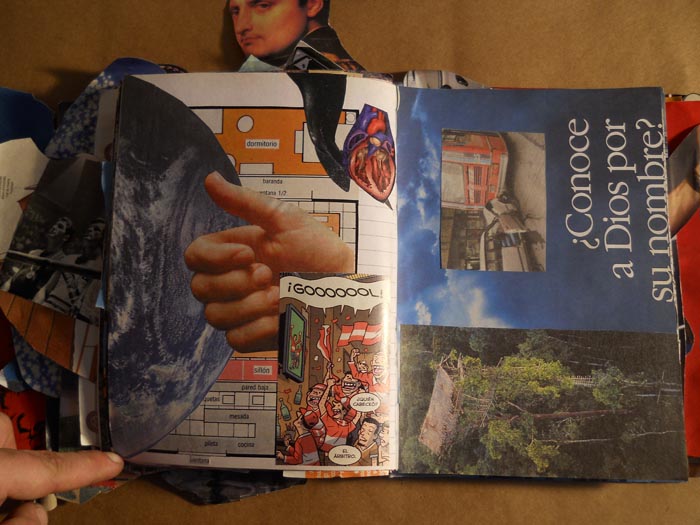 dormitorio
baranda
ventana 1/2
¡GOOOOOOL!
¿QUIÉN
CABECEÓ?
EL
ÁRBITRO.
sillón
pared baja
mesada
pileta cocina
ventana
¿Conoce
a Dios por
su nombre?